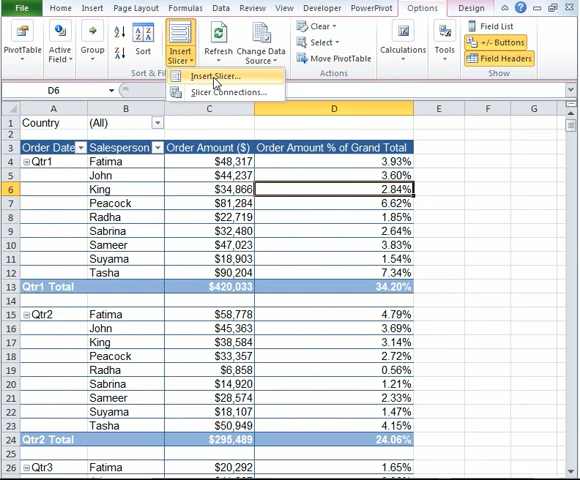 File Home Insert Page Layout Formulas Data Review View Developer PowerPivot Options Design
PivotTable Active Field Group Sort Insert Slicer Refresh Change Data Source Clear Select Move PivotTable Calculations Tools Field List +/- Buttons Field Headers
Sort & Fil Actions Show
Insert Slicer...
Slicer Connections...
D6 fx
A B C D E F G
1 Country (All)
2
3 Order Date Salesperson Order Amount ($) Order Amount % of Grand Total
4 Qtr1 Fatima $48,317 3.93%
5 John $44,237 3.60%
6 King $34,866 2.84%
7 Peacock $81,284 6.62%
8 Radha $22,719 1.85%
9 Sabrina $32,480 2.64%
10 Sameer $47,023 3.83%
11 Suyama $18,903 1.54%
12 Tasha $90,204 7.34%
13 Qtr1 Total $420,033 34.20%
14
15 Qtr2 Fatima $58,778 4.79%
16 John $45,363 3.69%
17 King $38,584 3.14%
18 Peacock $33,357 2.72%
19 Radha $6,858 0.56%
20 Sabrina $14,920 1.21%
21 Sameer $28,574 2.33%
22 Suyama $18,107 1.47%
23 Tasha $50,949 4.15%
24 Qtr2 Total $295,489 24.06%
25
26 Qtr3 Fatima $20,292 1.65%